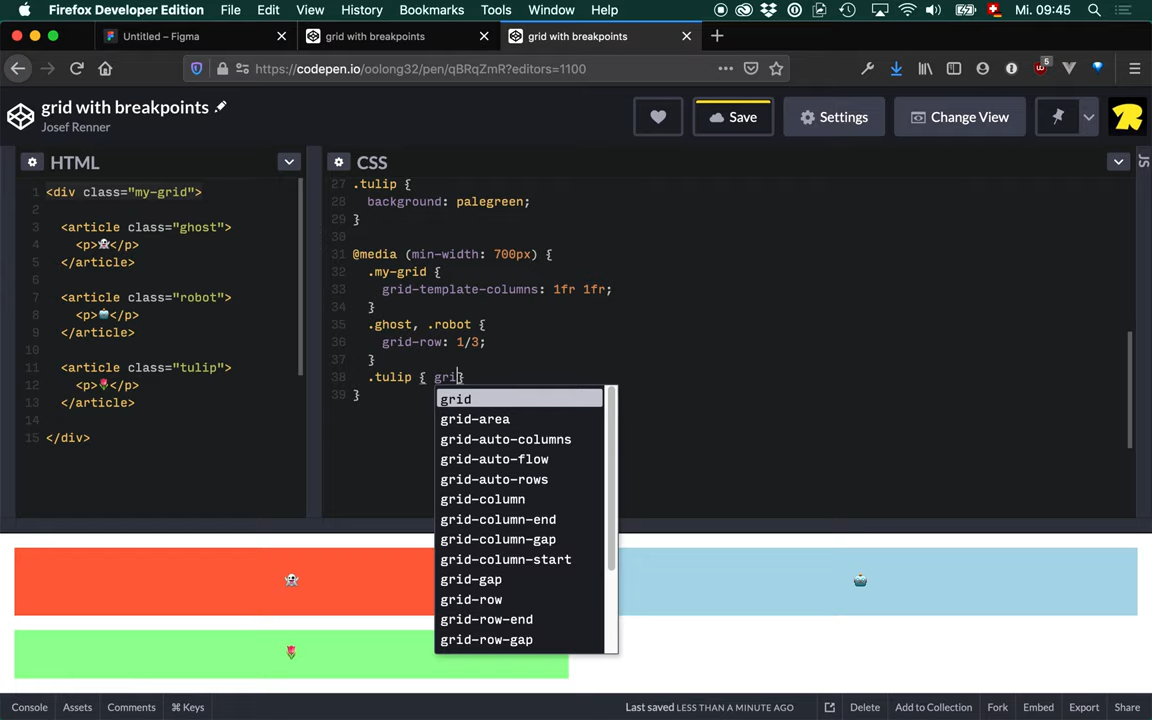 Firefox Developer Edition File Edit View History Bookmarks Tools Window Help Mi. 09:45
Untitled – Figma grid with breakpoints grid with breakpoints
https://codepen.io/oolong32/pen/qBRqZmR?editors=1100 5
grid with breakpoints
Josef Renner
Save Settings Change View
HTML
1 <div class="my-grid">
2
3 <article class="ghost">
4 <p>👻</p>
5 </article>
6
7 <article class="robot">
8 <p>🤖</p>
9 </article>
10
11 <article class="tulip">
12 <p>🌷</p>
13 </article>
14
15 </div>
CSS
27 .tulip {
28 background: palegreen;
29 }
30
31 @media (min-width: 700px) {
32 .my-grid {
33 grid-template-columns: 1fr 1fr;
34 }
35 .ghost, .robot {
36 grid-row: 1/3;
37 }
38 .tulip { gri}
39 }
grid
grid-area
grid-auto-columns
grid-auto-flow
grid-auto-rows
grid-column
grid-column-end
grid-column-gap
grid-column-start
grid-gap
grid-row
grid-row-end
grid-row-gap
JS
Console Assets Comments ⌘ Keys Last saved LESS THAN A MINUTE AGO Delete Add to Collection Fork Embed Export Share